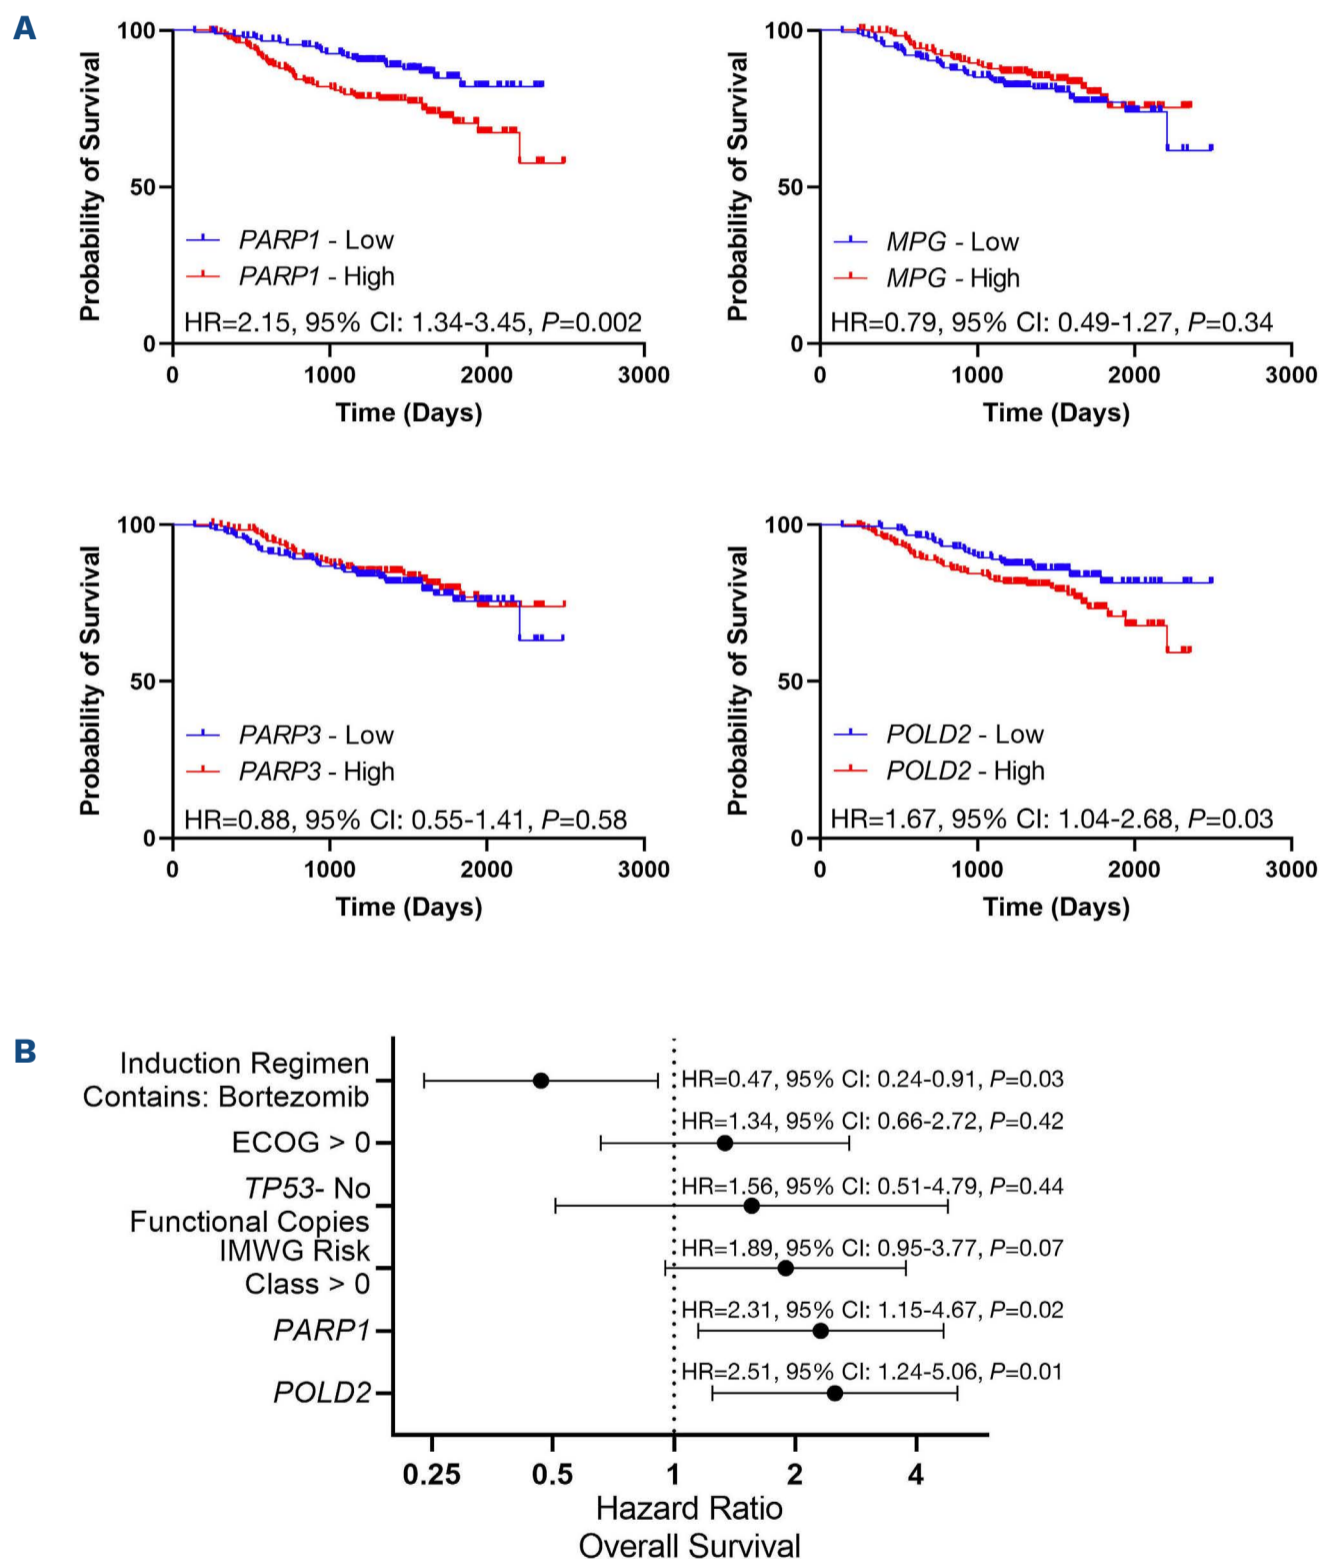 A
100
50
0
Probability of Survival
PARP1 - Low
PARP1 - High
HR=2.15, 95% CI: 1.34-3.45, P=0.002
0 1000 2000 3000
Time (Days)
100
50
0
Probability of Survival
MPG - Low
MPG - High
HR=0.79, 95% CI: 0.49-1.27, P=0.34
0 1000 2000 3000
Time (Days)
100
50
0
Probability of Survival
PARP3 - Low
PARP3 - High
HR=0.88, 95% CI: 0.55-1.41, P=0.58
0 1000 2000 3000
Time (Days)
100
50
0
Probability of Survival
POLD2 - Low
POLD2 - High
HR=1.67, 95% CI: 1.04-2.68, P=0.03
0 1000 2000 3000
Time (Days)
B
Induction Regimen
Contains: Bortezomib
HR=0.47, 95% CI: 0.24-0.91, P=0.03
ECOG > 0
HR=1.34, 95% CI: 0.66-2.72, P=0.42
TP53- No
Functional Copies
HR=1.56, 95% CI: 0.51-4.79, P=0.44
IMWG Risk
Class > 0
HR=1.89, 95% CI: 0.95-3.77, P=0.07
PARP1
HR=2.31, 95% CI: 1.15-4.67, P=0.02
POLD2
HR=2.51, 95% CI: 1.24-5.06, P=0.01
0.25 0.5 1 2 4
Hazard Ratio
Overall Survival